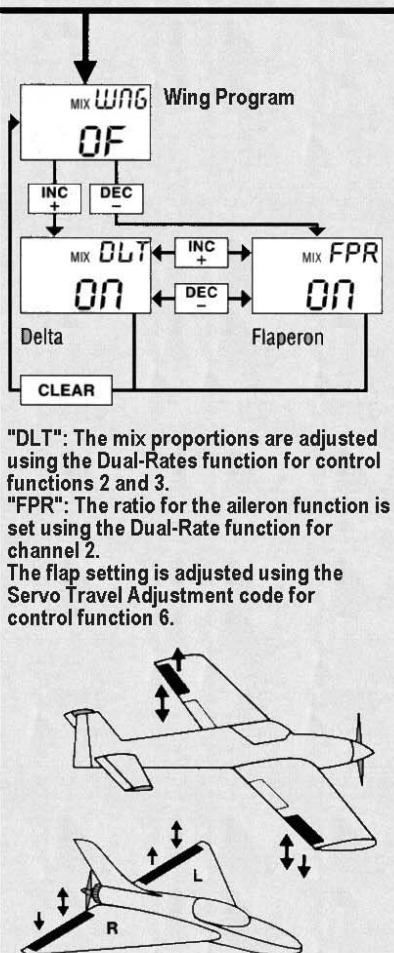 MIX WNG Wing Program
OF
INC + DEC −
MIX DLT INC + MIX FPR
ON DEC − ON
Delta Flaperon
CLEAR
"DLT": The mix proportions are adjusted
using the Dual-Rates function for control
functions 2 and 3.
"FPR": The ratio for the aileron function is
set using the Dual-Rate function for
channel 2.
The flap setting is adjusted using the
Servo Travel Adjustment code for
control function 6.
L
R